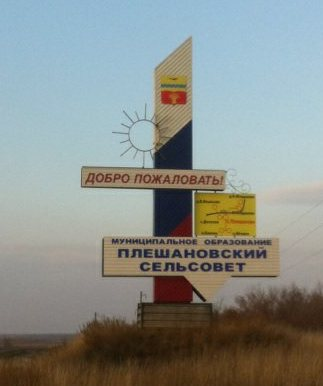 ДОБРО ПОЖАЛОВАТЬ!
МУНИЦИПАЛЬНОЕ ОБРАЗОВАНИЕ
ПЛЕШАНОВСКИЙ
СЕЛЬСОВЕТ